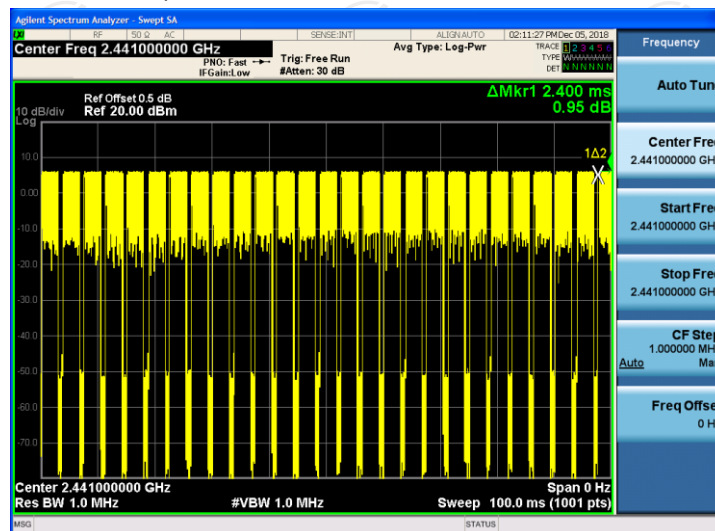 Agilent Spectrum Analyzer - Swept SA
RF 50 Ω AC SENSE:INT ALIGNAUTO 02:11:27 PM Dec 05, 2018
Center Freq 2.441000000 GHz
PNO: Fast
IFGain:Low
Trig: Free Run
#Atten: 30 dB
Avg Type: Log-Pwr
TRACE 1 2 3 4 5 6
TYPE
DET N N N N N N
Ref Offset 0.5 dB
10 dB/div Ref 20.00 dBm
Log
ΔMkr1 2.400 ms
0.95 dB
1Δ2
10.0
0.00
-10.0
-20.0
-30.0
-40.0
-50.0
-60.0
-70.0
Center 2.441000000 GHz Span 0 Hz
Res BW 1.0 MHz #VBW 1.0 MHz Sweep 100.0 ms (1001 pts)
MSG STATUS
Frequency
Auto Tun
Center Fre
2.441000000 GH
Start Fre
2.441000000 GH
Stop Fre
2.441000000 GH
CF Step
1.000000 MH
Auto Ma
Freq Offse
0 H